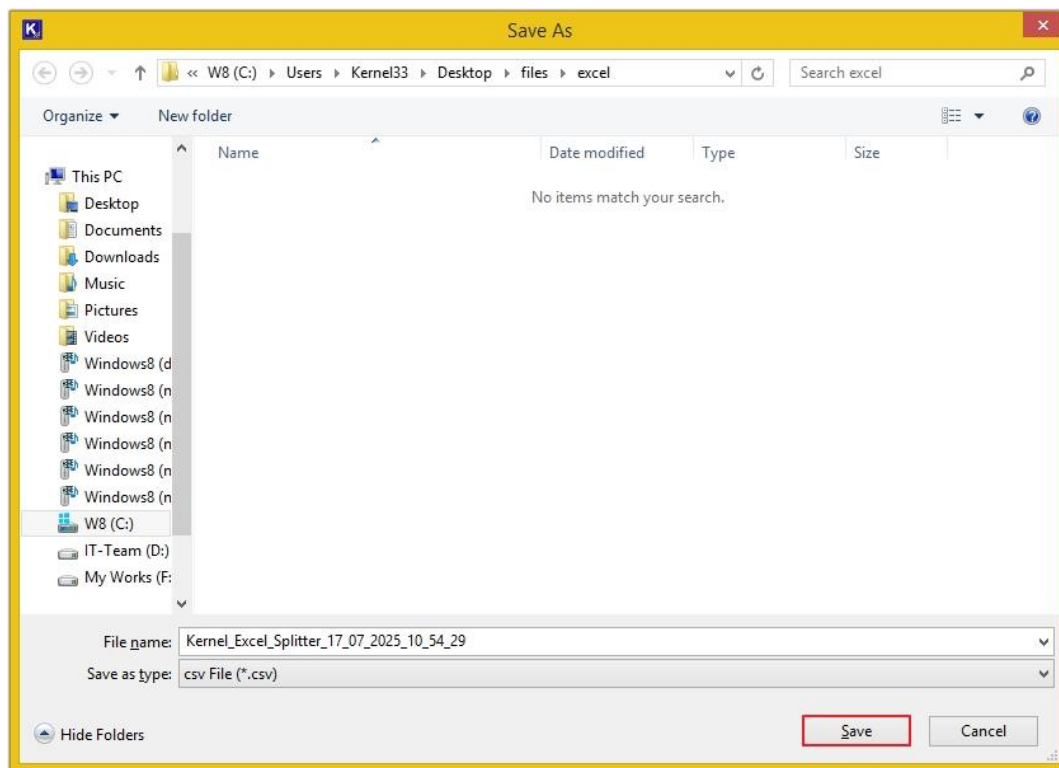 K
Save As
« W8 (C:) Users Kernel33 Desktop files excel
Search excel
Organize New folder
Name Date modified Type Size
No items match your search.
This PC
Desktop
Documents
Downloads
Music
Pictures
Videos
Windows8 (d
Windows8 (n
Windows8 (n
Windows8 (n
Windows8 (n
Windows8 (n
W8 (C:)
IT-Team (D:)
My Works (F:
File name: Kernel_Excel_Splitter_17_07_2025_10_54_29
Save as type: csv File (*.csv)
Hide Folders Save Cancel